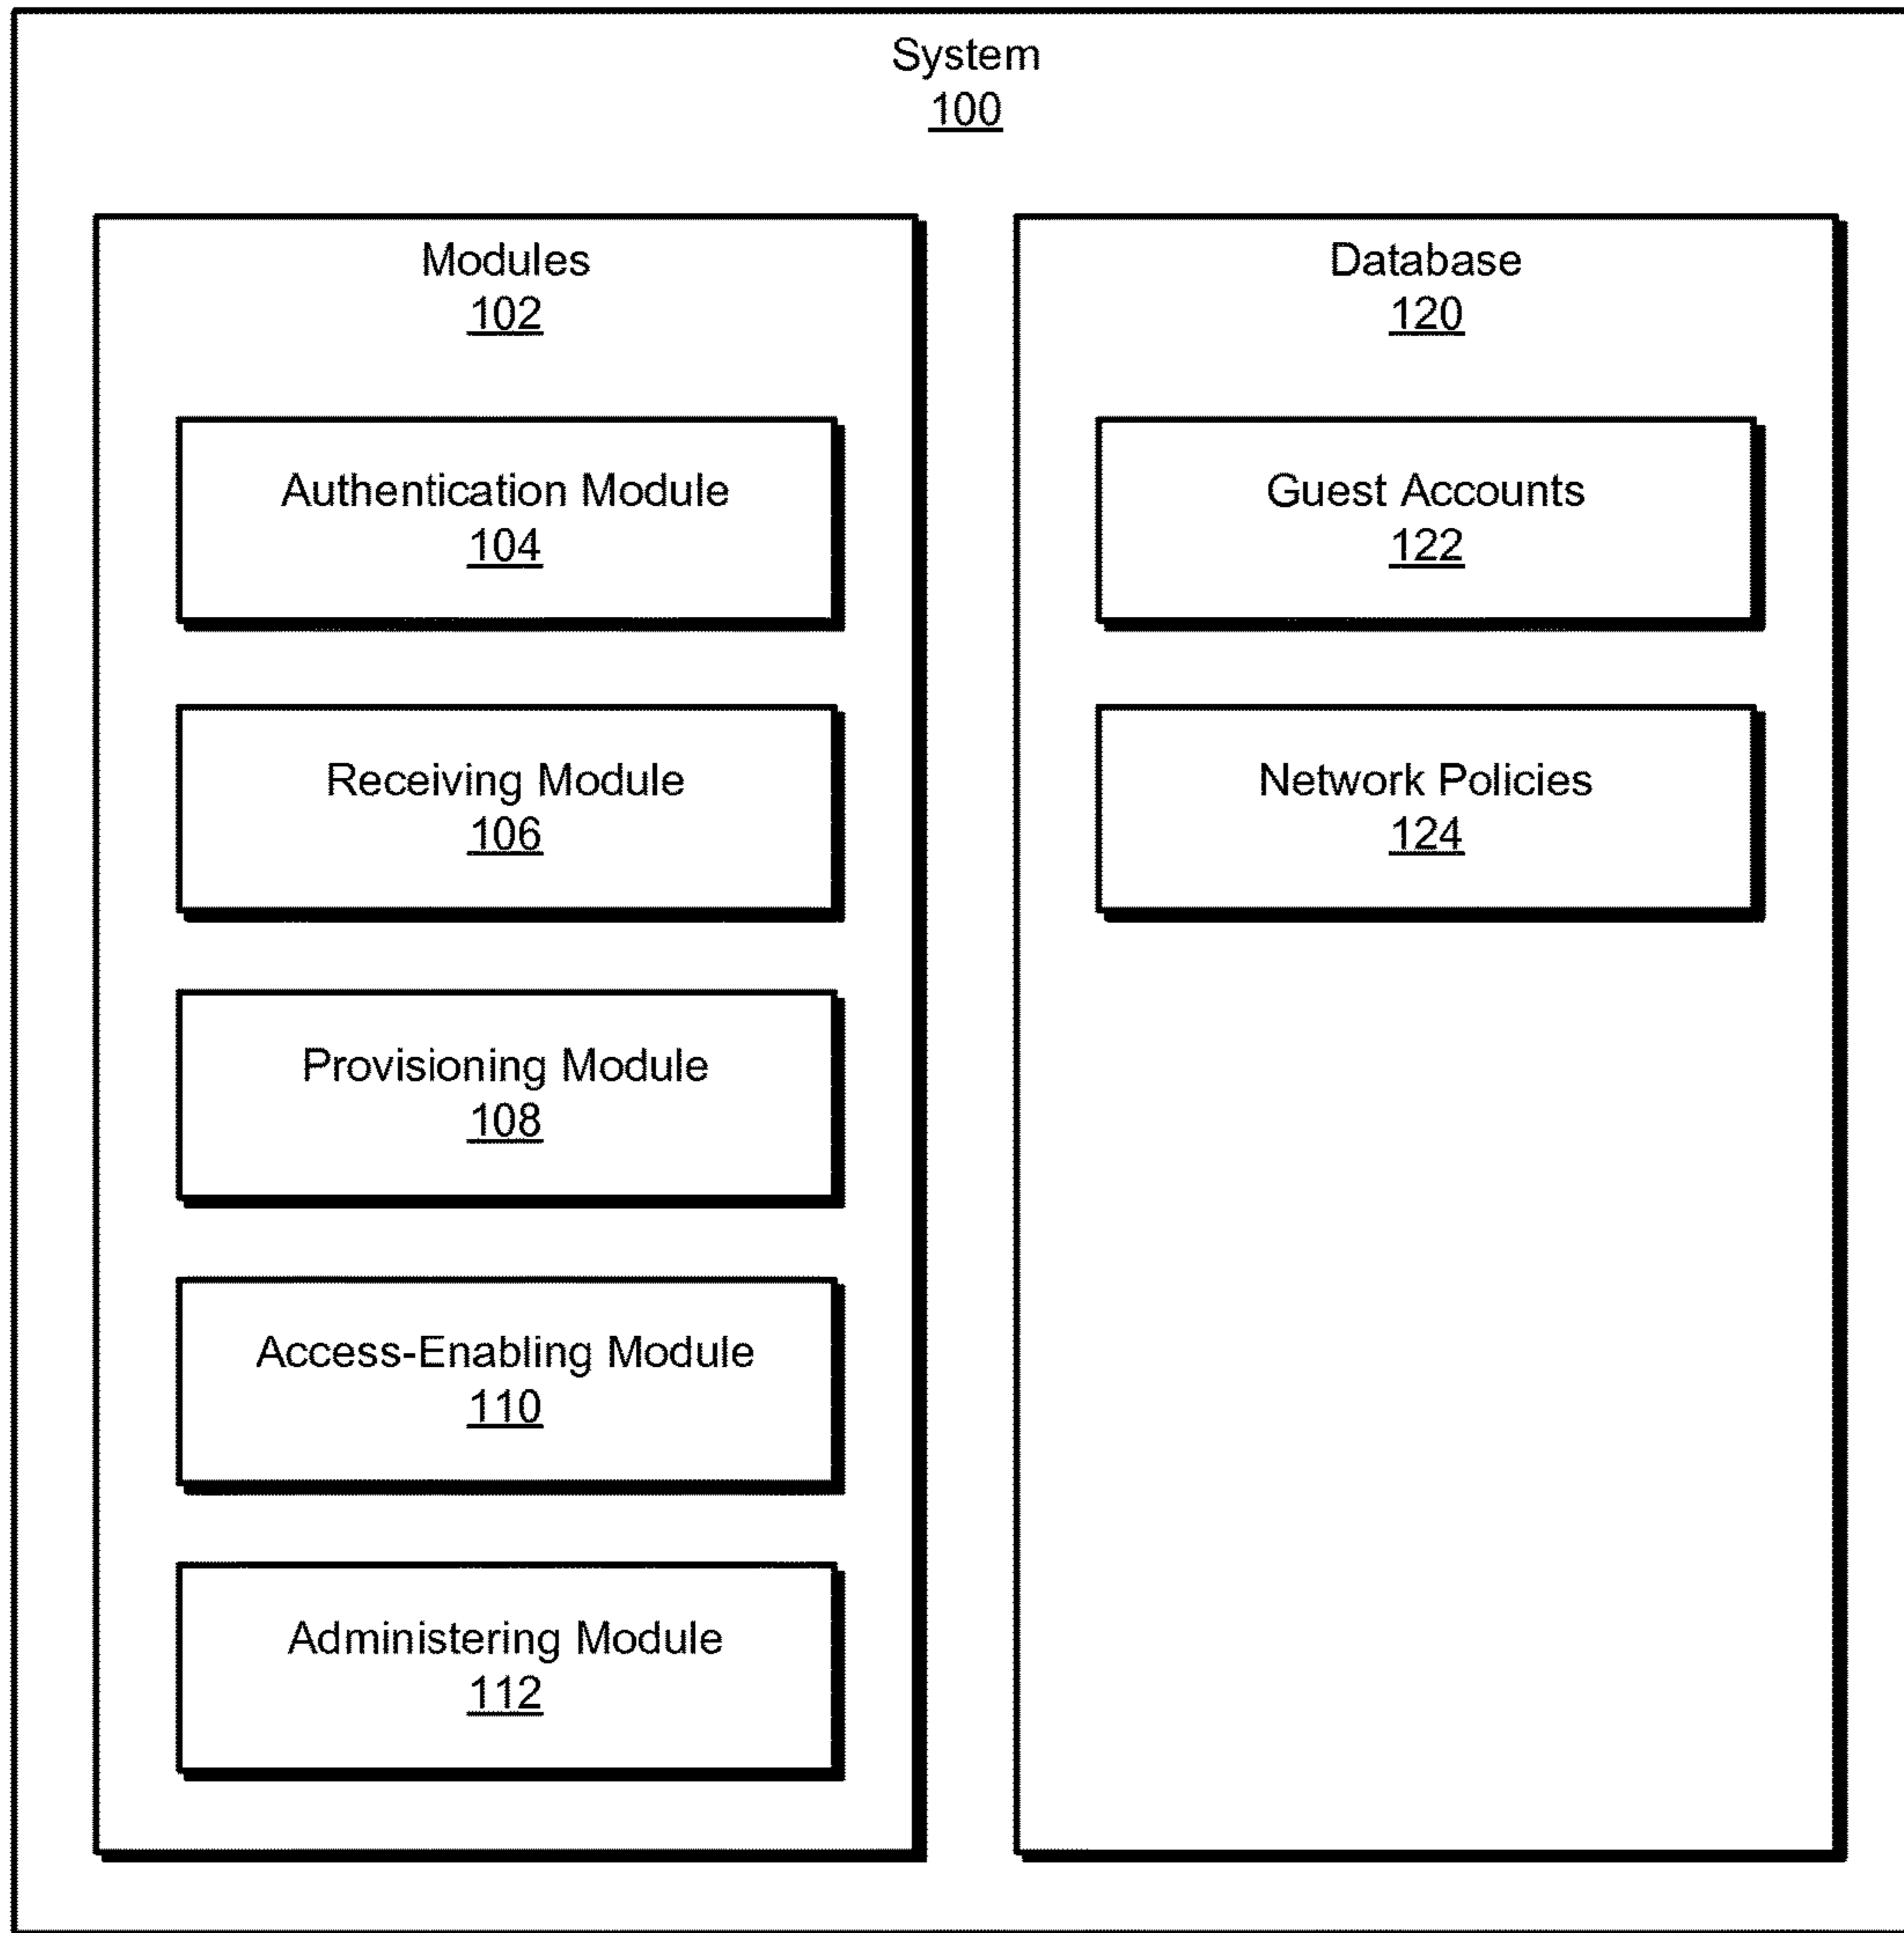 System
100
Modules
102
Authentication Module
104
Receiving Module
106
Provisioning Module
108
Access-Enabling Module
110
Administering Module
112
Database
120
Guest Accounts
122
Network Policies
124